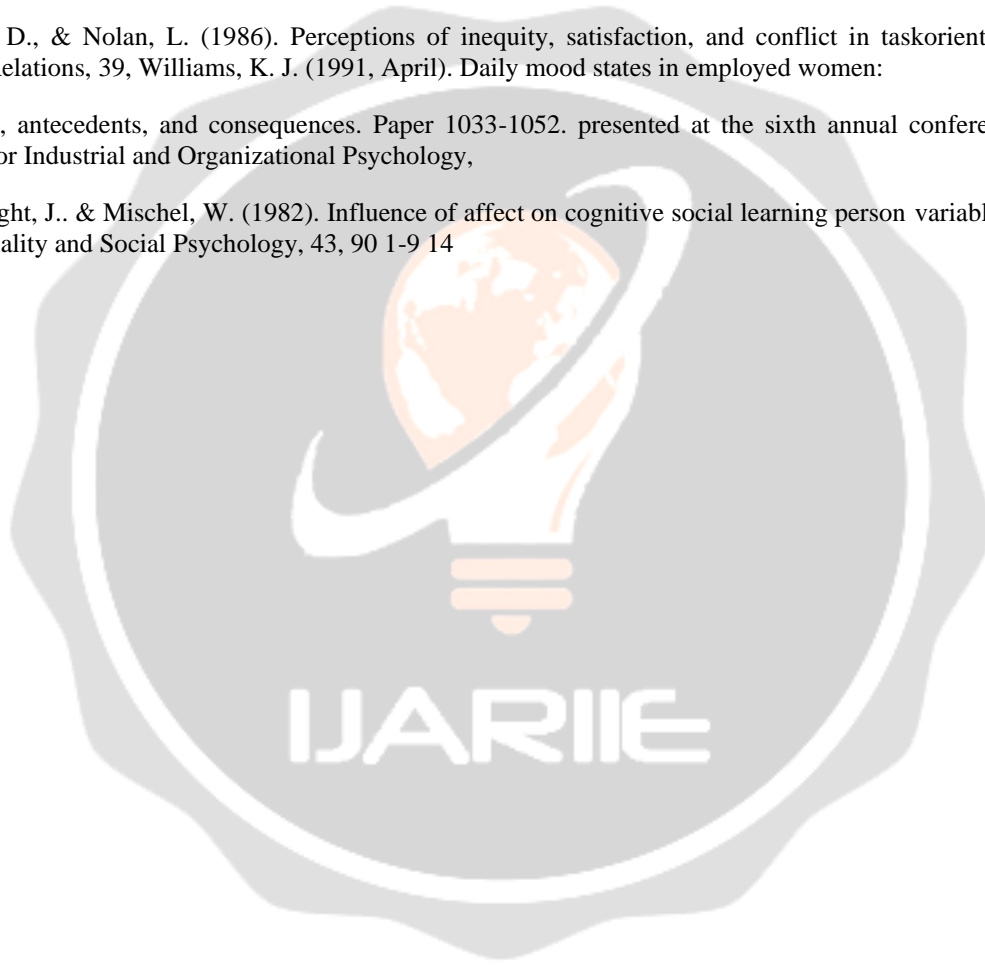 D., & Nolan, L. (1986). Perceptions of inequity, satisfaction, and conflict in taskorient
elations, 39, Williams, K. J. (1991, April). Daily mood states in employed women:
, antecedents, and consequences. Paper 1033-1052. presented at the sixth annual confere
or Industrial and Organizational Psychology,
ght, J.. & Mischel, W. (1982). Influence of affect on cognitive social learning person variabl
ality and Social Psychology, 43, 90 1-9 14
IJARIIE